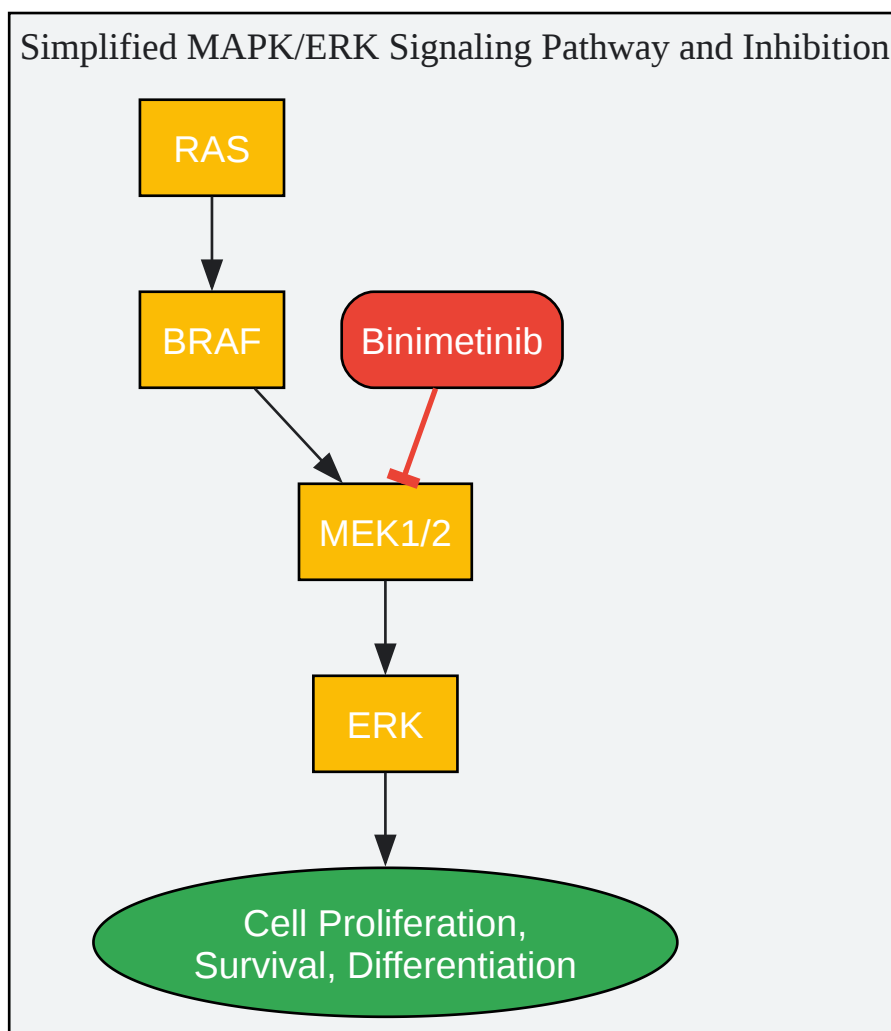 Simplified MAPK/ERK Signaling Pathway and Inhibition
RAS
BRAF
Binimetinib
MEK1/2
ERK
Cell Proliferation,
Survival, Differentiation